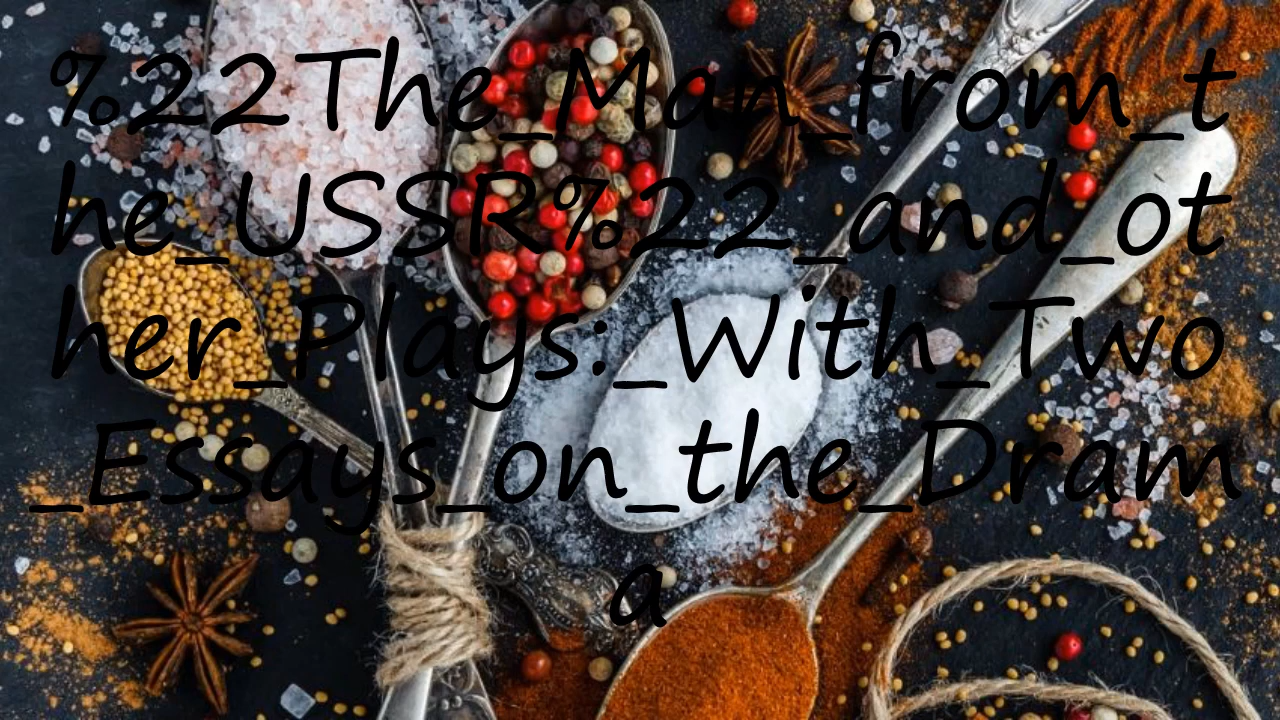 %22The_Man_from_t
he_USSR%22_and_ot
her_Plays:_With_Two
_Essays_on_the_Dram
a